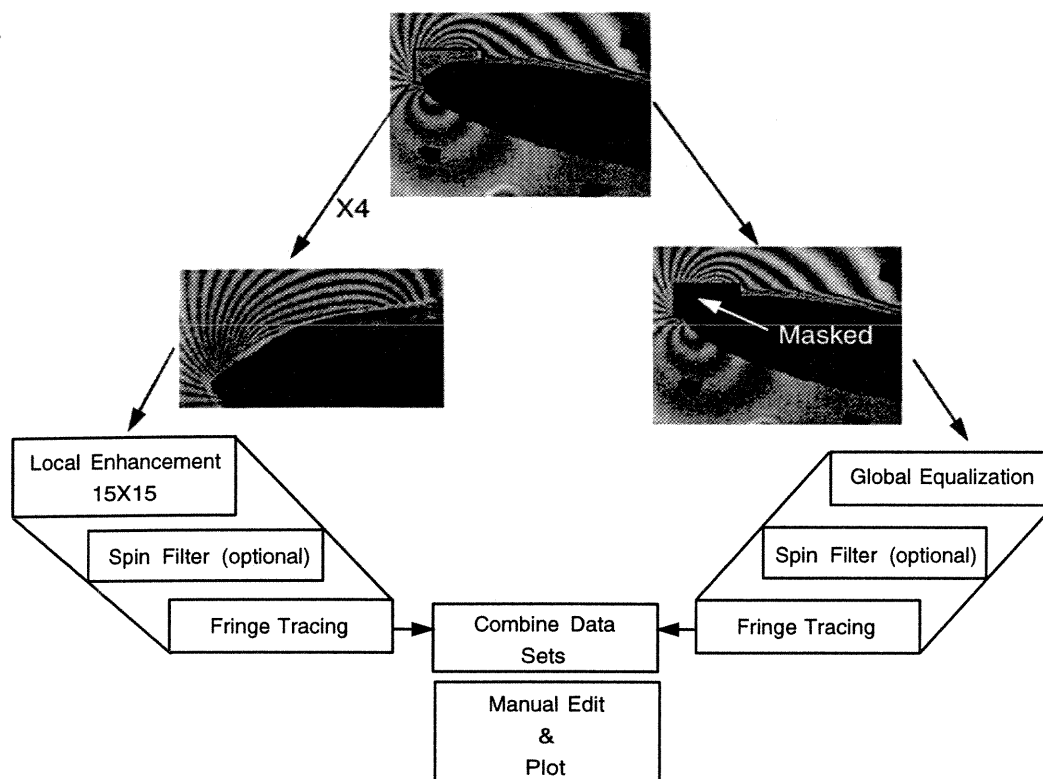 X4
Masked
Local Enhancement
15X15
Spin Filter (optional)
Fringe Tracing
Global Equalization
Spin Filter (optional)
Fringe Tracing
Combine Data
Sets
Manual Edit
&
Plot